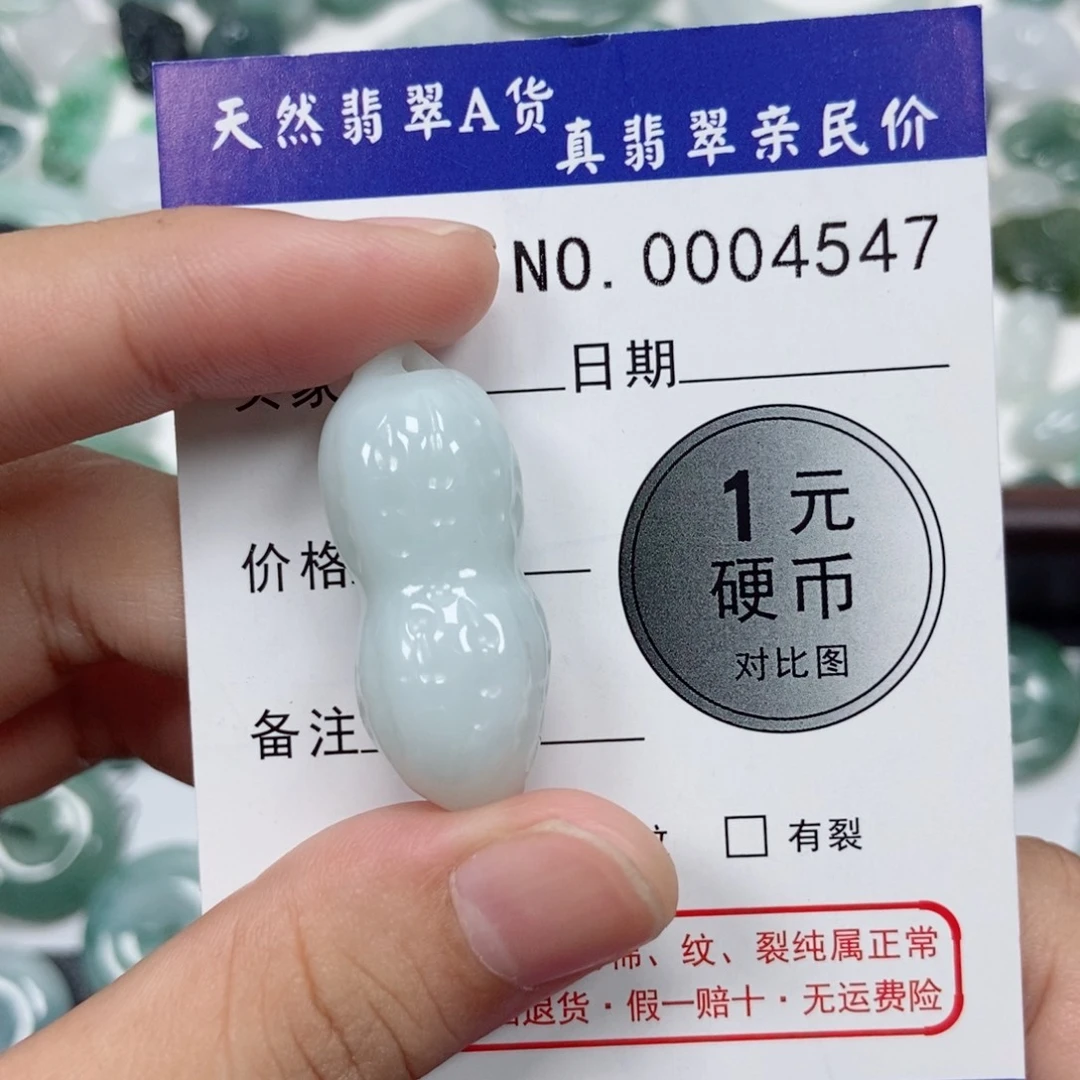 天然翡翠A货
真翡翠亲民价
NO. 0004547
日期
1元
硬币
对比图
价格
备注
有裂
、纹、裂纯属正常
退货·假一赔十·无运费险